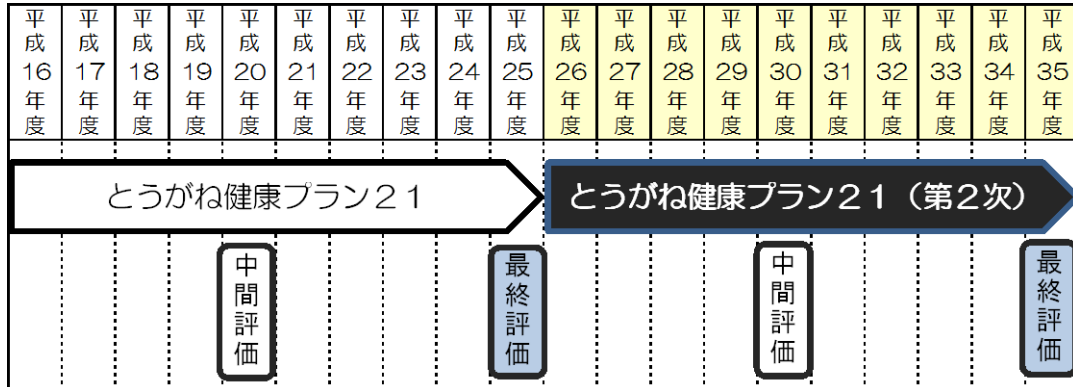 平成16年度
平成17年度
平成18年度
平成19年度
平成20年度
平成21年度
平成22年度
平成23年度
平成24年度
平成25年度
平成26年度
平成27年度
平成28年度
平成29年度
平成30年度
平成31年度
平成32年度
平成33年度
平成34年度
平成35年度
とうがね健康プラン２１
とうがね健康プラン２１（第２次）
中間評価
最終評価
中間評価
最終評価